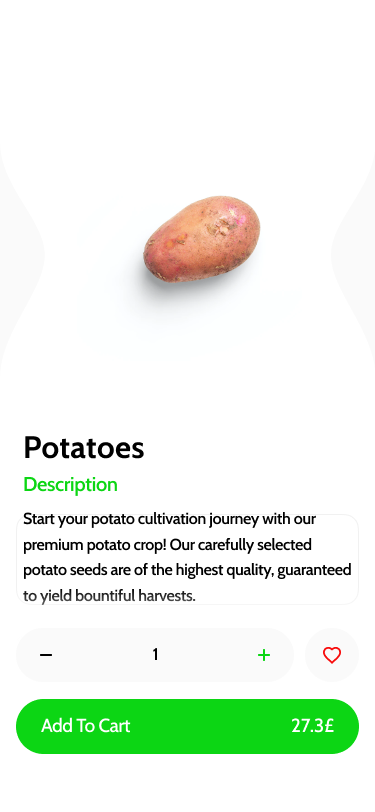 Potatoes
Description
Start your potato cultivation journey with our
premium potato crop! Our carefully selected
potato seeds are of the highest quality, guaranteed
to yield bountiful harvests.
1
Add To Cart 27.3£